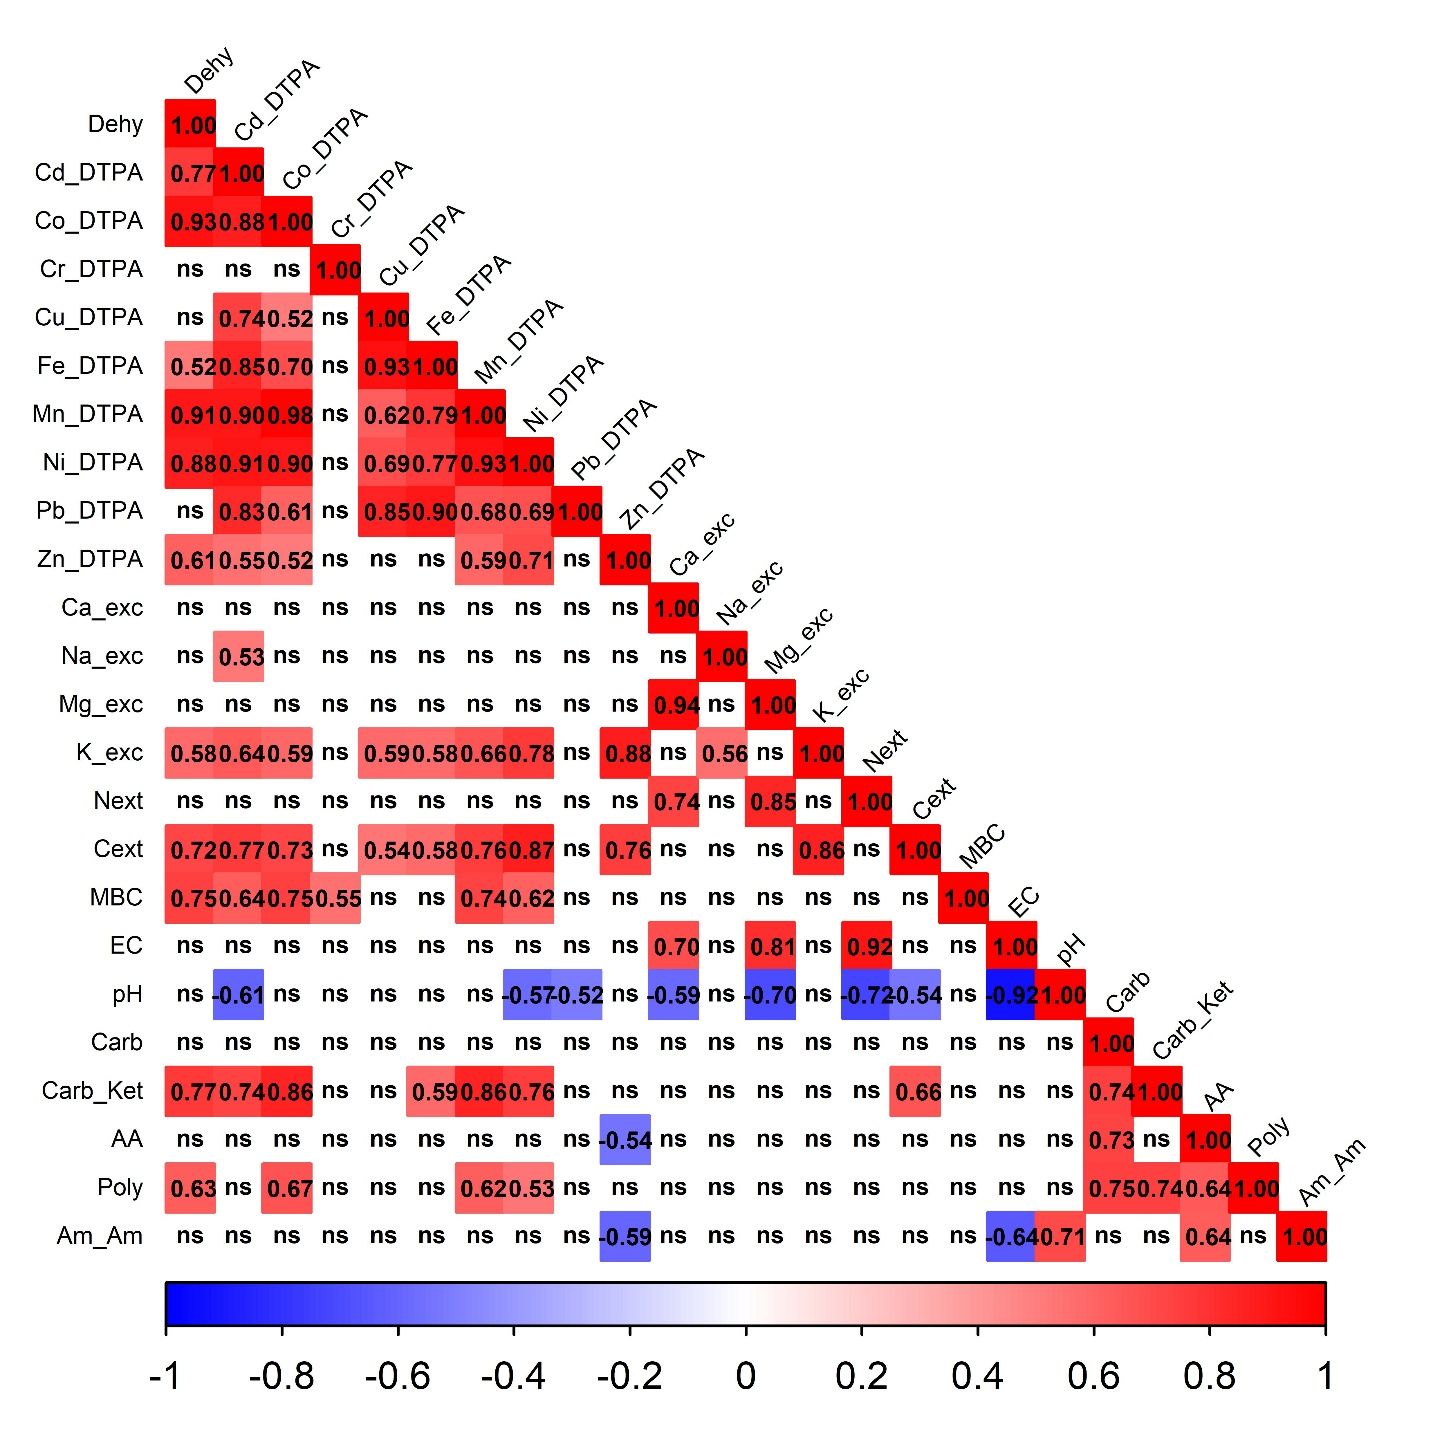 Dehy
Cd_DTPA
Co_DTPA
Cr_DTPA
Cu_DTPA
Fe_DTPA
Mn_DTPA
Ni_DTPA
Pb_DTPA
Zn_DTPA
Ca_exc
Na_exc
Mg_exc
K_exc
Next
Cext
MBC
EC
pH
Carb
Carb_Ket
AA
Poly
Am_Am
Dehy 1.00
Cd_DTPA 0.77 1.00
Co_DTPA 0.93 0.88 1.00
Cr_DTPA ns ns ns 1.00
Cu_DTPA ns 0.74 0.52 ns 1.00
Fe_DTPA 0.52 0.85 0.70 ns 0.93 1.00
Mn_DTPA 0.91 0.90 0.98 ns 0.62 0.79 1.00
Ni_DTPA 0.88 0.91 0.90 ns 0.69 0.77 0.93 1.00
Pb_DTPA ns 0.83 0.61 ns 0.85 0.90 0.68 0.69 1.00
Zn_DTPA 0.61 0.55 0.52 ns ns ns 0.59 0.71 ns 1.00
Ca_exc ns ns ns ns ns ns ns ns ns ns 1.00
Na_exc ns 0.53 ns ns ns ns ns ns ns ns ns 1.00
Mg_exc ns ns ns ns ns ns ns ns ns ns 0.94 ns 1.00
K_exc 0.58 0.64 0.59 ns 0.59 0.58 0.66 0.78 ns 0.88 ns 0.56 ns 1.00
Next ns ns ns ns ns ns ns ns ns ns 0.74 ns 0.85 ns 1.00
Cext 0.72 0.77 0.73 ns 0.54 0.58 0.76 0.87 ns 0.76 ns ns ns 0.86 ns 1.00
MBC 0.75 0.64 0.75 0.55 ns ns 0.74 0.62 ns ns ns ns ns ns ns ns 1.00
EC ns ns ns ns ns ns ns ns ns ns 0.70 ns 0.81 ns 0.92 ns ns 1.00
pH ns -0.61 ns ns ns ns ns -0.57 -0.52 ns -0.59 ns -0.70 ns -0.72 -0.54 ns -0.92 1.00
Carb ns ns ns ns ns ns ns ns ns ns ns ns ns ns ns ns ns ns ns 1.00
Carb_Ket 0.77 0.74 0.86 ns ns 0.59 0.86 0.76 ns ns ns ns ns ns ns 0.66 ns ns ns 0.74 1.00
AA ns ns ns ns ns ns ns ns ns -0.54 ns ns ns ns ns ns ns ns ns 0.73 ns 1.00
Poly 0.63 ns 0.67 ns ns ns 0.62 0.53 ns ns ns ns ns ns ns ns ns ns ns 0.75 0.74 0.64 1.00
Am_Am ns ns ns ns ns ns ns ns ns -0.59 ns ns ns ns ns ns ns -0.64 0.71 ns ns 0.64 ns 1.00
-1 -0.8 -0.6 -0.4 -0.2 0 0.2 0.4 0.6 0.8 1